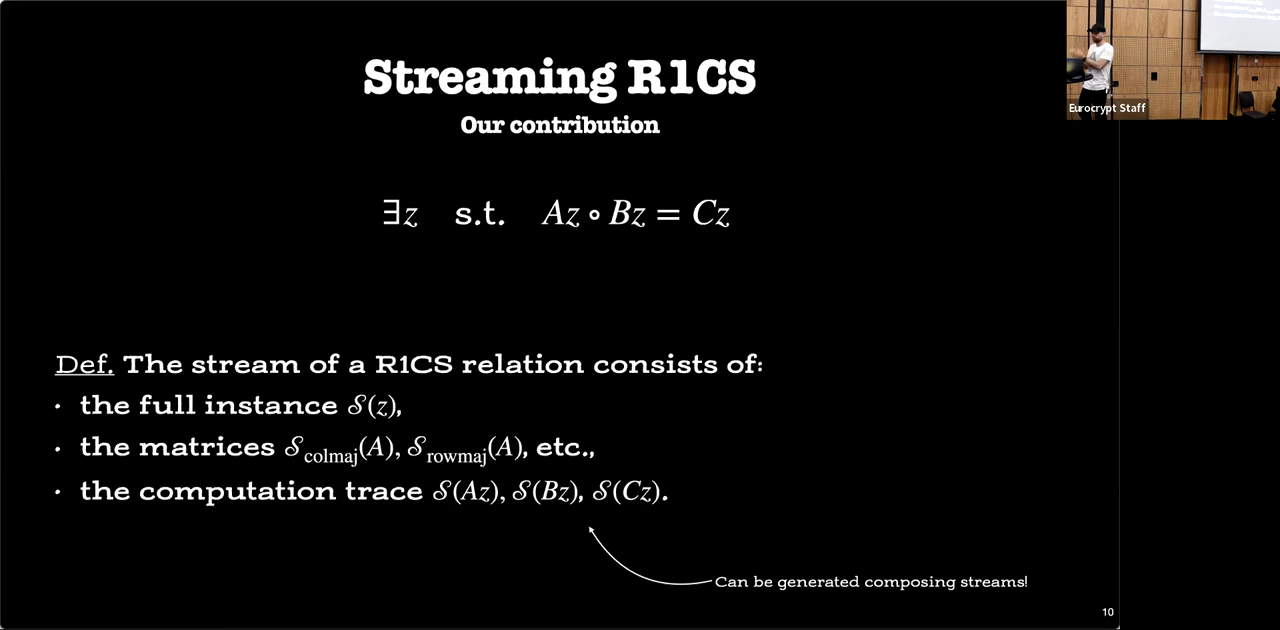 Streaming R1CS
Our contribution
∃z s.t. Az ∘ Bz = Cz
Def. The stream of a R1CS relation consists of:
• the full instance 𝒮(z),
• the matrices 𝒮colmaj(A), 𝒮rowmaj(A), etc.,
• the computation trace 𝒮(Az), 𝒮(Bz), 𝒮(Cz).
Can be generated composing streams!
10
Eurocrypt Staff